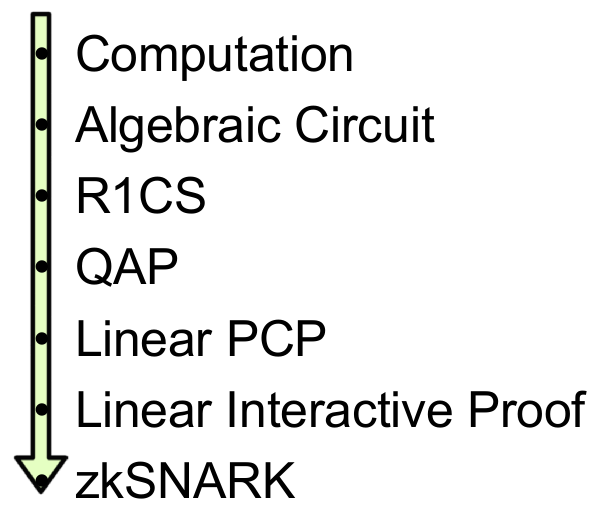 Computation
Algebraic Circuit
R1CS
QAP
Linear PCP
Linear Interactive Proof
zkSNARK